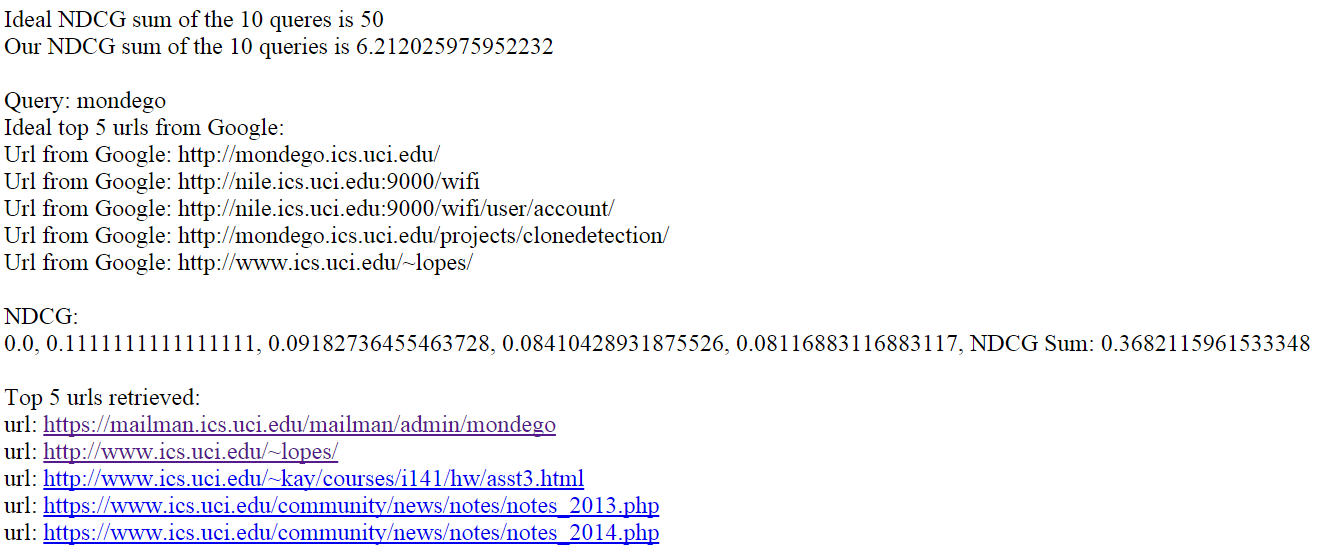 Ideal NDCG sum of the 10 queres is 50
Our NDCG sum of the 10 queries is 6.212025975952232
Query: mondego
Ideal top 5 urls from Google:
Url from Google: http://mondego.ics.uci.edu/
Url from Google: http://nile.ics.uci.edu:9000/wifi
Url from Google: http://nile.ics.uci.edu:9000/wifi/user/account/
Url from Google: http://mondego.ics.uci.edu/projects/clonedetection/
Url from Google: http://www.ics.uci.edu/~lopes/
NDCG:
0.0, 0.1111111111111111, 0.09182736455463728, 0.08410428931875526, 0.08116883116883117, NDCG Sum: 0.3682115961533348
Top 5 urls retrieved:
url: https://mailman.ics.uci.edu/mailman/admin/mondego
url: http://www.ics.uci.edu/~lopes/
url: http://www.ics.uci.edu/~kay/courses/i141/hw/asst3.html
url: https://www.ics.uci.edu/community/news/notes/notes_2013.php
url: https://www.ics.uci.edu/community/news/notes/notes_2014.php